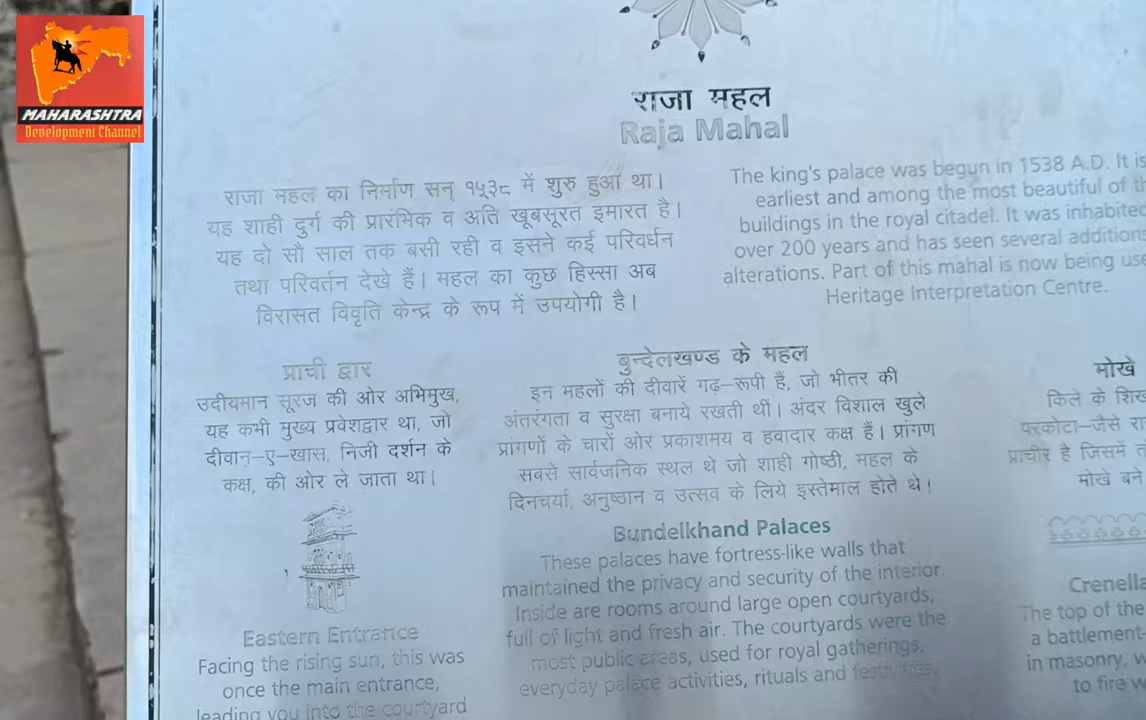 MAHARASHTRA
Development Channel
राजा महल
Raja Mahal
राजा महल का निर्माण सन् १५३८ में शुरु हुआ था।
यह शाही दुर्ग की प्रारंभिक व अति खूबसूरत इमारत है।
यह दो सौ साल तक बसी रही व इसने कई परिवर्धन
तथा परिवर्तन देखे हैं। महल का कुछ हिस्सा अब
विरासत विवृति केन्द्र के रूप में उपयोगी है।
The king's palace was begun in 1538 A.D. It is
earliest and among the most beautiful of
buildings in the royal citadel. It was
over 200 years and has seen several
alterations. Part of this mahal is now being
Heritage Interpretation Centre.
प्राची द्वार
उदीयमान सूरज की ओर अभिमुख,
यह कभी मुख्य प्रवेशद्वार था, जो
दीवान-ए-खास, निजी दर्शन के
कक्ष, की ओर ले जाता था।
Eastern Entrance
Facing the rising sun, this was
once the main entrance,
leading you into the courtyard
बुन्देलखण्ड के महल
इन महलों की दीवारें गढ़-रूपी हैं, जो भीतर की
अंतरंगता व सुरक्षा बनाये रखती थीं। अंदर विशाल खुले
प्रांगणों के चारों ओर प्रकाशमय व हवादार कक्ष हैं। प्रांगण
सबसे सार्वजनिक स्थल थे जो शाही गोष्ठी, महल के
दिनचर्या, अनुष्ठान व उत्सव के लिये इस्तेमाल होते थे।
Bundelkhand Palaces
These palaces have fortress-like walls that
maintained the privacy and security of the interior.
Inside are rooms around large open courtyards,
full of light and fresh air. The courtyards were the
most public areas, used for royal gatherings,
everyday palace activities, rituals and
मोखे
किले के
परकोटा-जैसे
प्राचीर है जिसमें
मोखे बने
The top of the
a battlement-
in masonry,
to fire